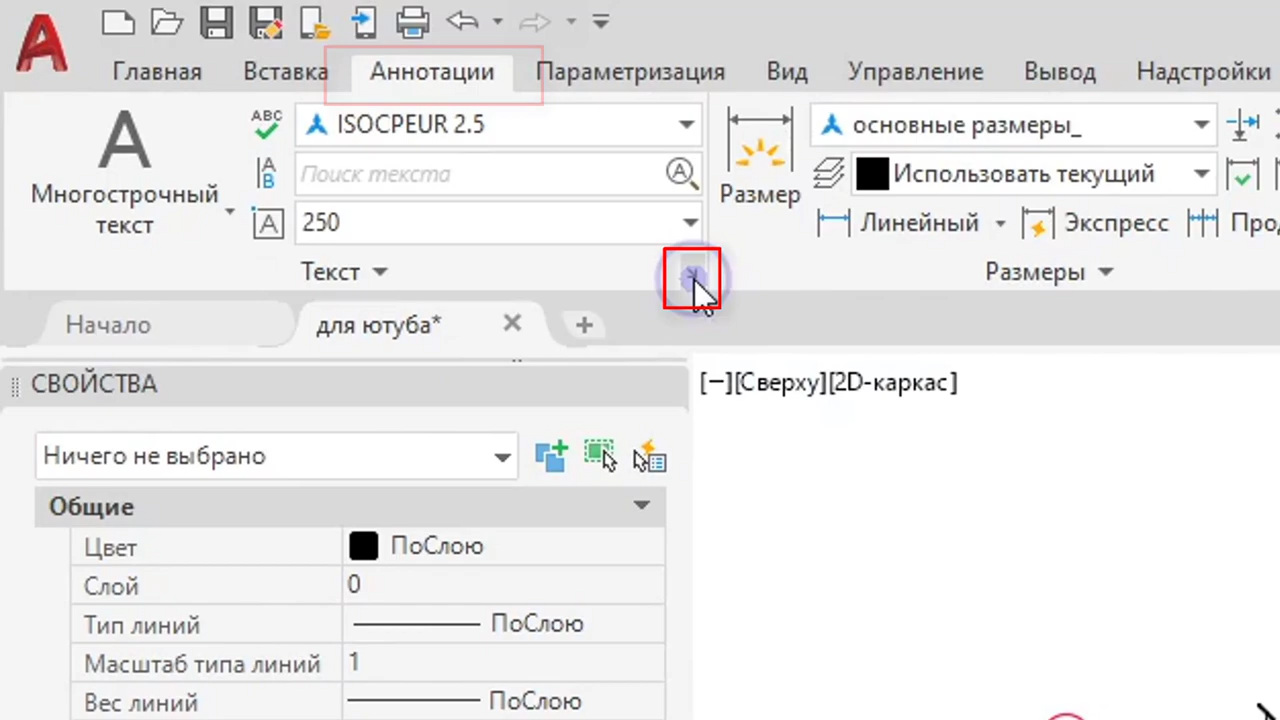 Главная Вставка Аннотации Параметризация Вид Управление Вывод Надстройки
ABC ISOCPEUR 2.5 основные размеры_
Многострочный текст
Поиск текста
Размер
Использовать текущий
250
Линейный Экспресс Про
Текст Размеры
Начало для ютуба*
СВОЙСТВА
[−][Сверху][2D-каркас]
Ничего не выбрано
Общие
Цвет ПоСлою
Слой 0
Тип линий ПоСлою
Масштаб типа линий 1
Вес линий ПоСлою